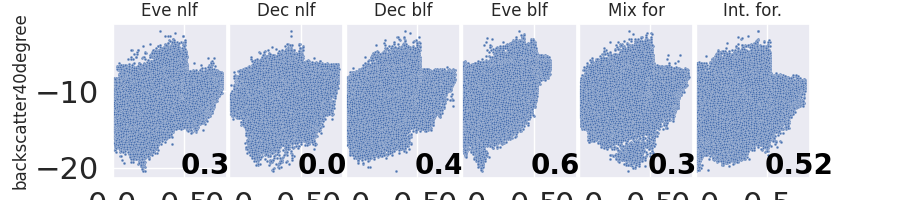 Eve nlf Dec nlf Dec blf Eve blf Mix for Int. for.
backscatter40degree
−10
−20
0.3 0.0 0.4 0.6 0.3 0.52